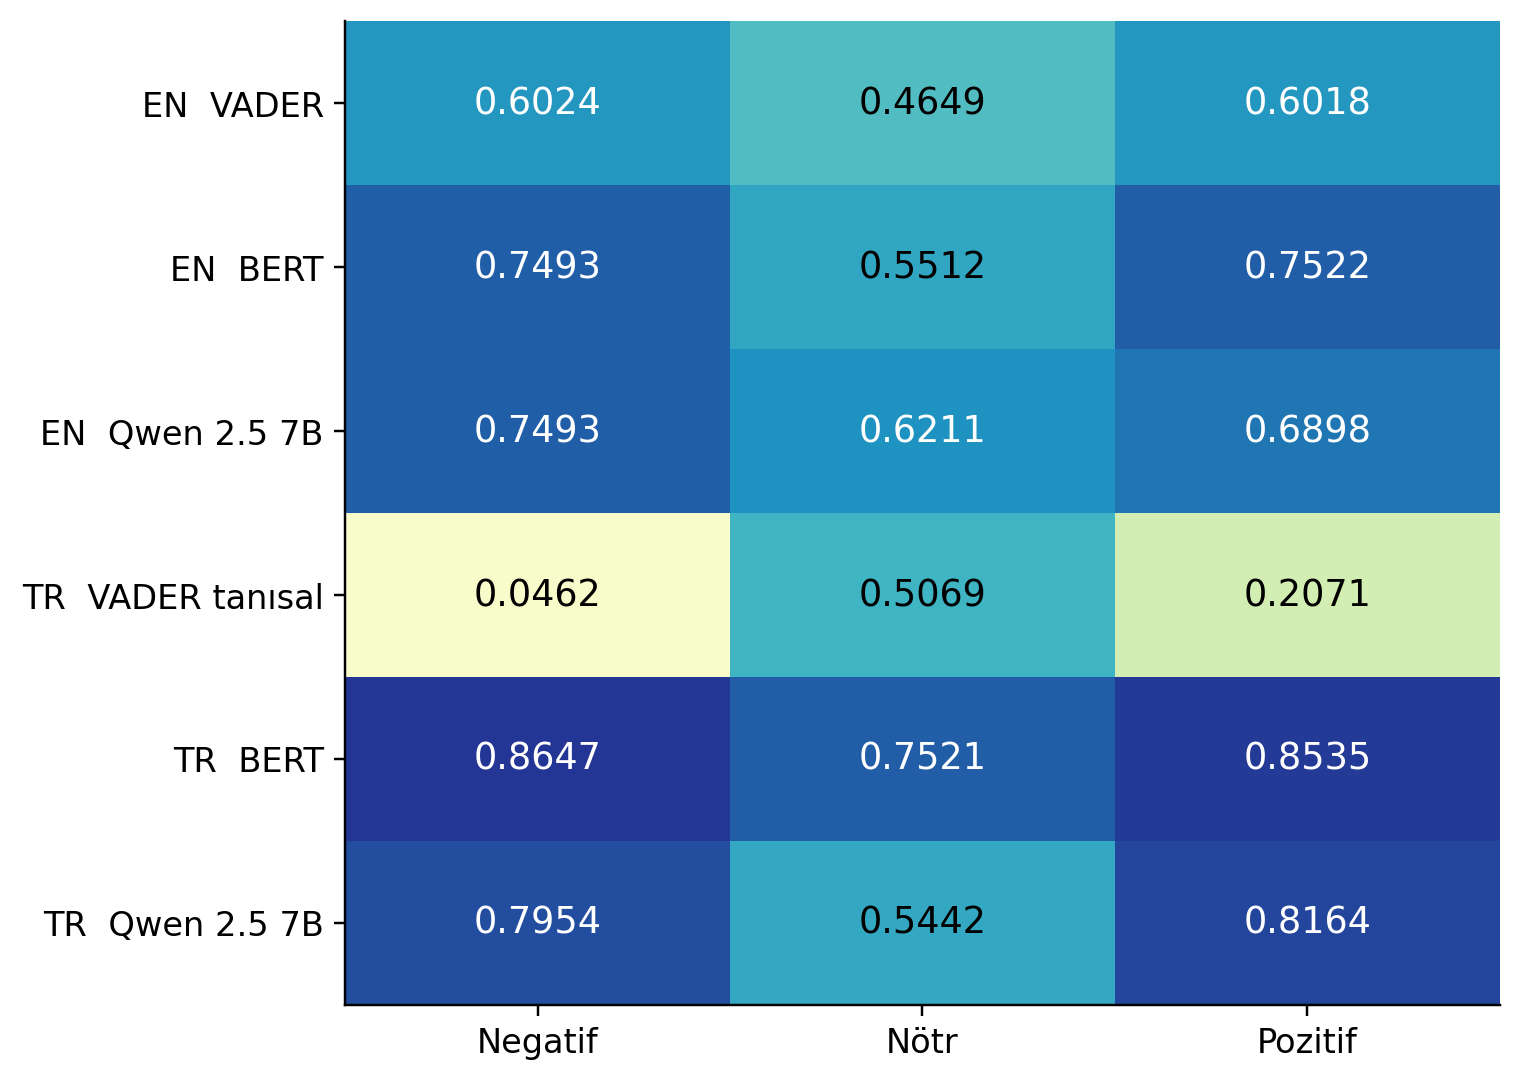 EN  VADER 0.6024 0.4649 0.6018
EN  BERT 0.7493 0.5512 0.7522
EN  Qwen 2.5 7B 0.7493 0.6211 0.6898
TR  VADER tanısal 0.0462 0.5069 0.2071
TR  BERT 0.8647 0.7521 0.8535
TR  Qwen 2.5 7B 0.7954 0.5442 0.8164
Negatif Nötr Pozitif